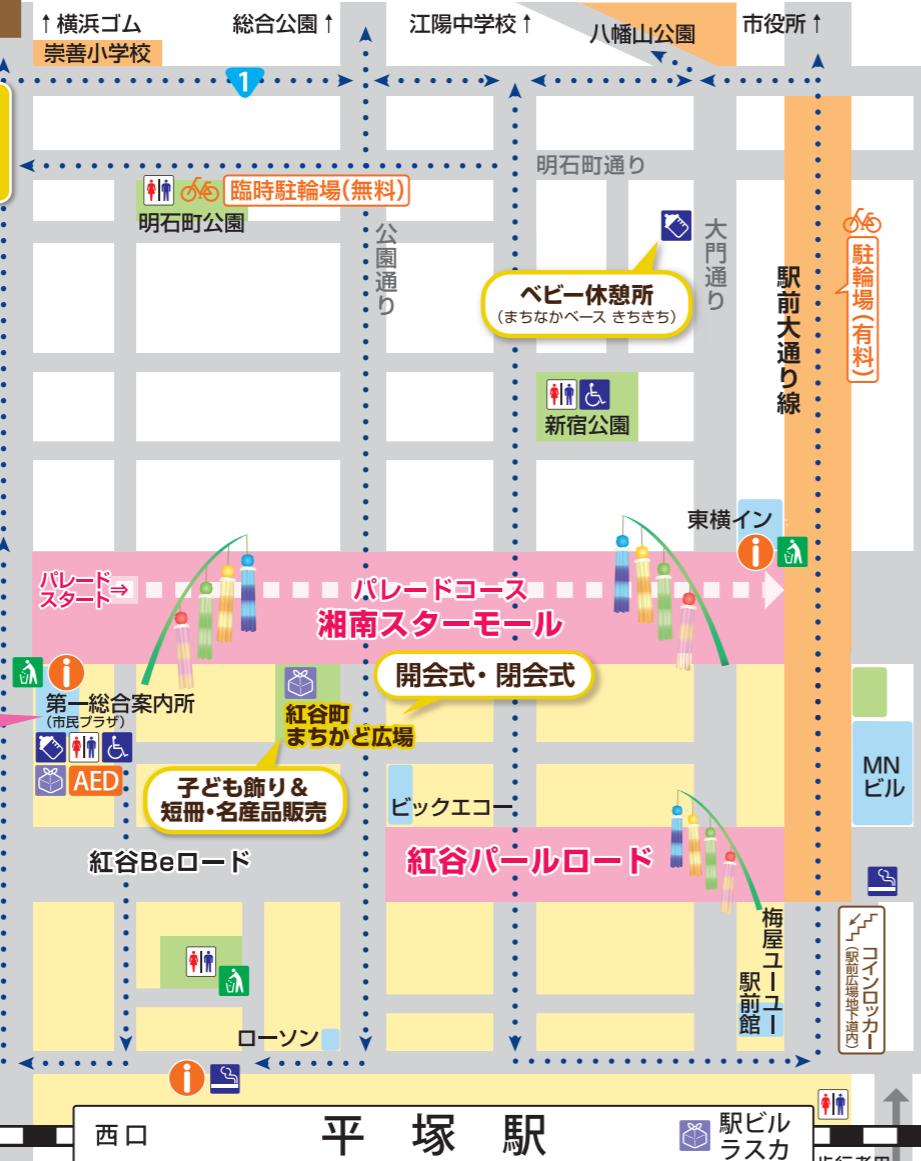 ↑横浜ゴム
総合公園↑
江陽中学校↑
八幡山公園
市役所↑
崇善小学校
1
明石町通り
臨時駐輪場(無料)
明石町公園
公園通り
大門通り
ベビー休憩所
(まちなかベース きちきち)
駅前大通り線
駐輪場(有料)
新宿公園
東横イン
i
パレード
スタート⇒
パレードコース
湘南スターモール
i
第一総合案内所
(市民プラザ)
AED
開会式・閉会式
紅谷町
まちかど広場
子ども飾り&
短冊・名産品販売
ビックエコー
MN
ビル
紅谷Beロード
紅谷パールロード
梅屋ユーユー
駅前館
コインロッカー
(駅前広場地下道内)
ローソン
i
西口
平塚駅
駅ビル
ラスカ